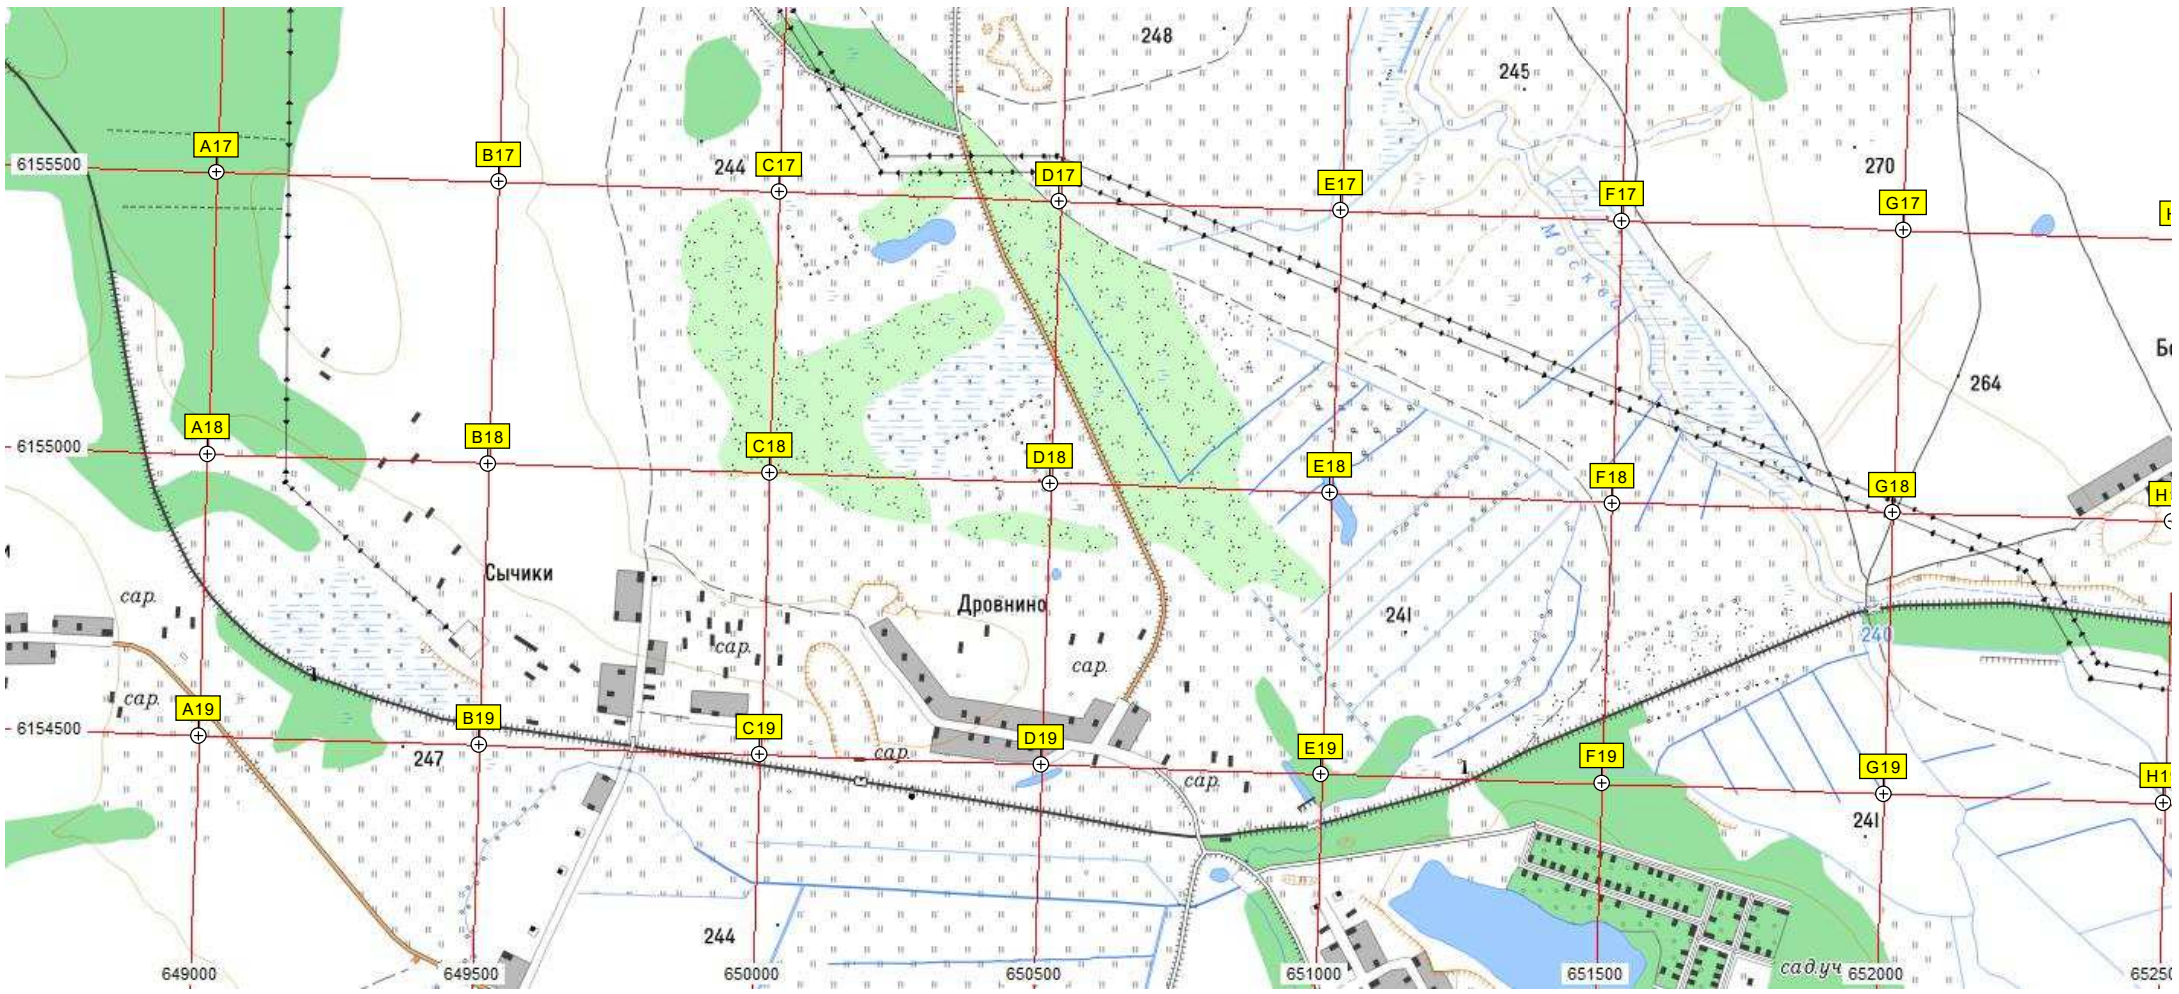 248
245
A17
6155500
B17
244
C17
D17
E17
F17
270
G17
Москва
264
A18
6155000
B18
C18
D18
E18
F18
G18
Сычики
сар.
Дровнино
241
240
сар.
сар.
сар.
A19
6154500
B19
C19
D19
E19
F19
G19
247
1
1
сар.
сар.
241
244
649000
649500
650000
650500
651000
651500
сад.уч
652000